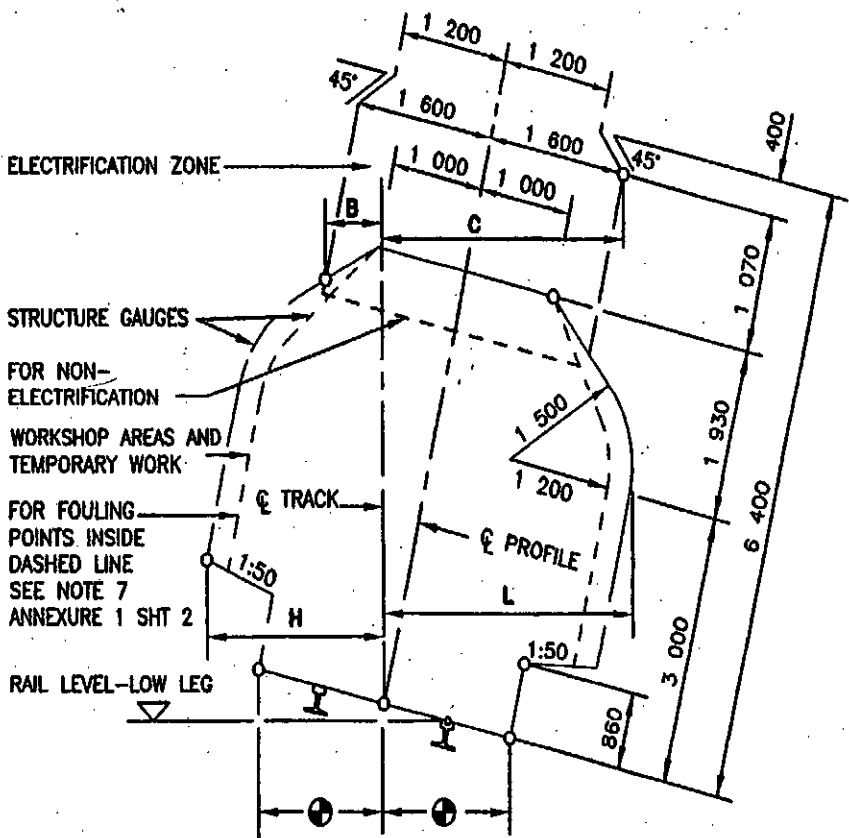 1 200
1 200
45°
1 600
1 600
400
45°
ELECTRIFICATION ZONE
1 000
1 000
B
C
1 070
STRUCTURE GAUGES
FOR NON-
ELECTRIFICATION
1 500
1 930
WORKSHOP AREAS AND
TEMPORARY WORK
1 200
6 400
℄ TRACK
FOR FOULING
POINTS INSIDE
DASHED LINE
SEE NOTE 7
ANNEXURE 1 SHT 2
℄ PROFILE
1:50
H
L
3 000
1:50
RAIL LEVEL-LOW LEG
860